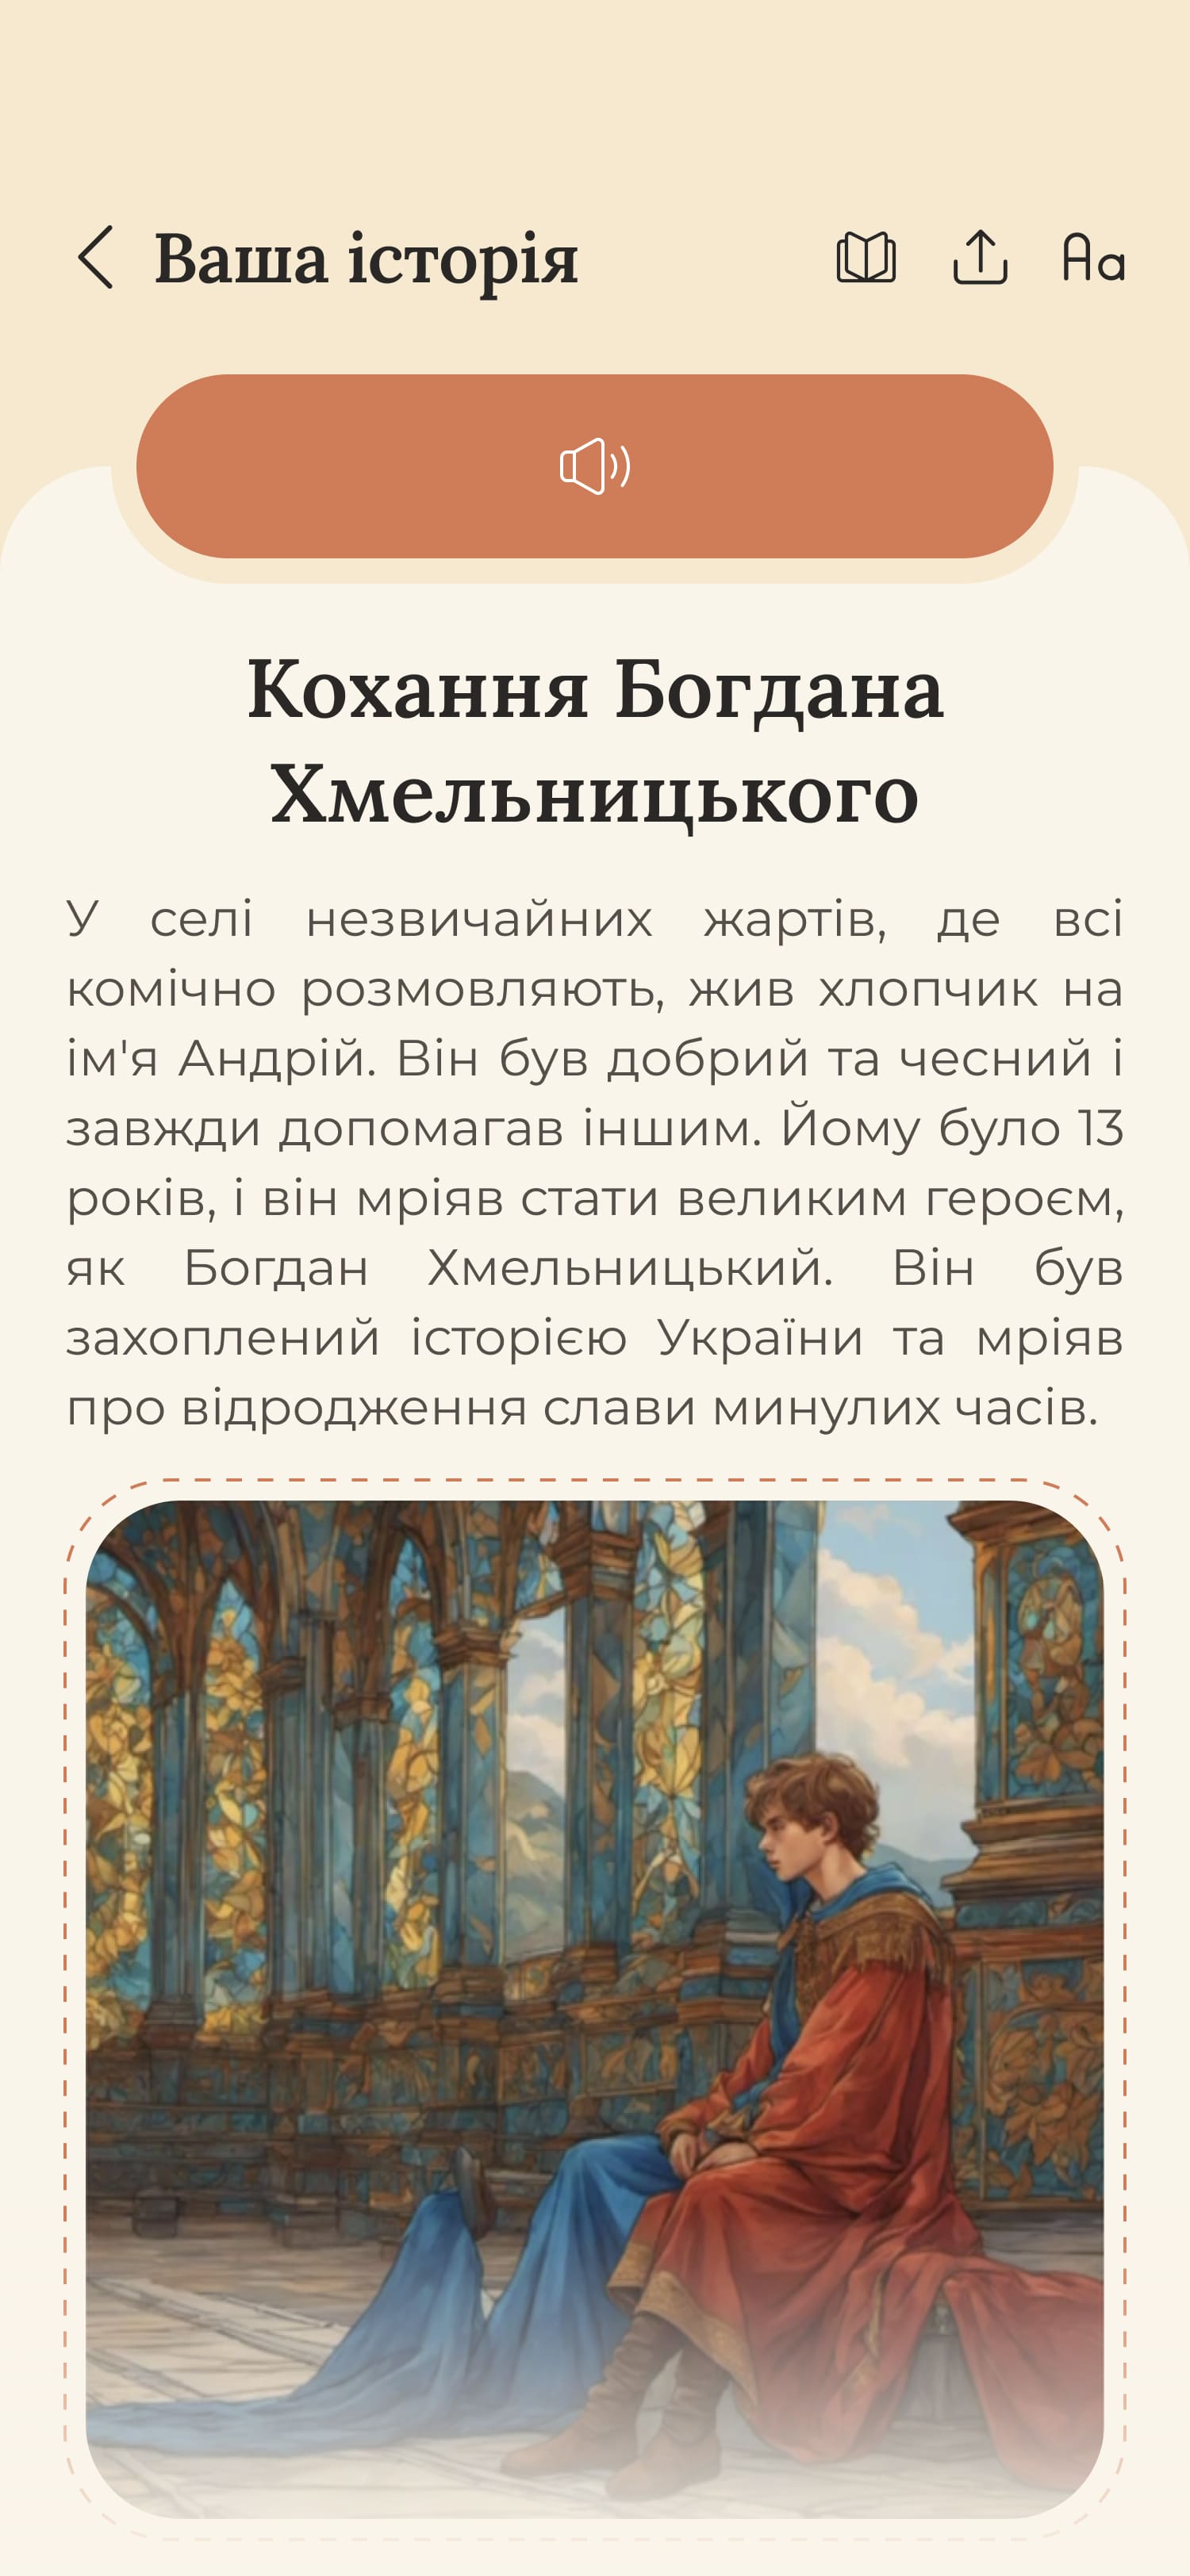 Ваша історія
Aa
Кохання Богдана
Хмельницького
У селі незвичайних жартів, де всі
комічно розмовляють, жив хлопчик на
ім'я Андрій. Він був добрий та чесний і
завжди допомагав іншим. Йому було 13
років, і він мріяв стати великим героєм,
як Богдан Хмельницький. Він був
захоплений історією України та мріяв
про відродження слави минулих часів.